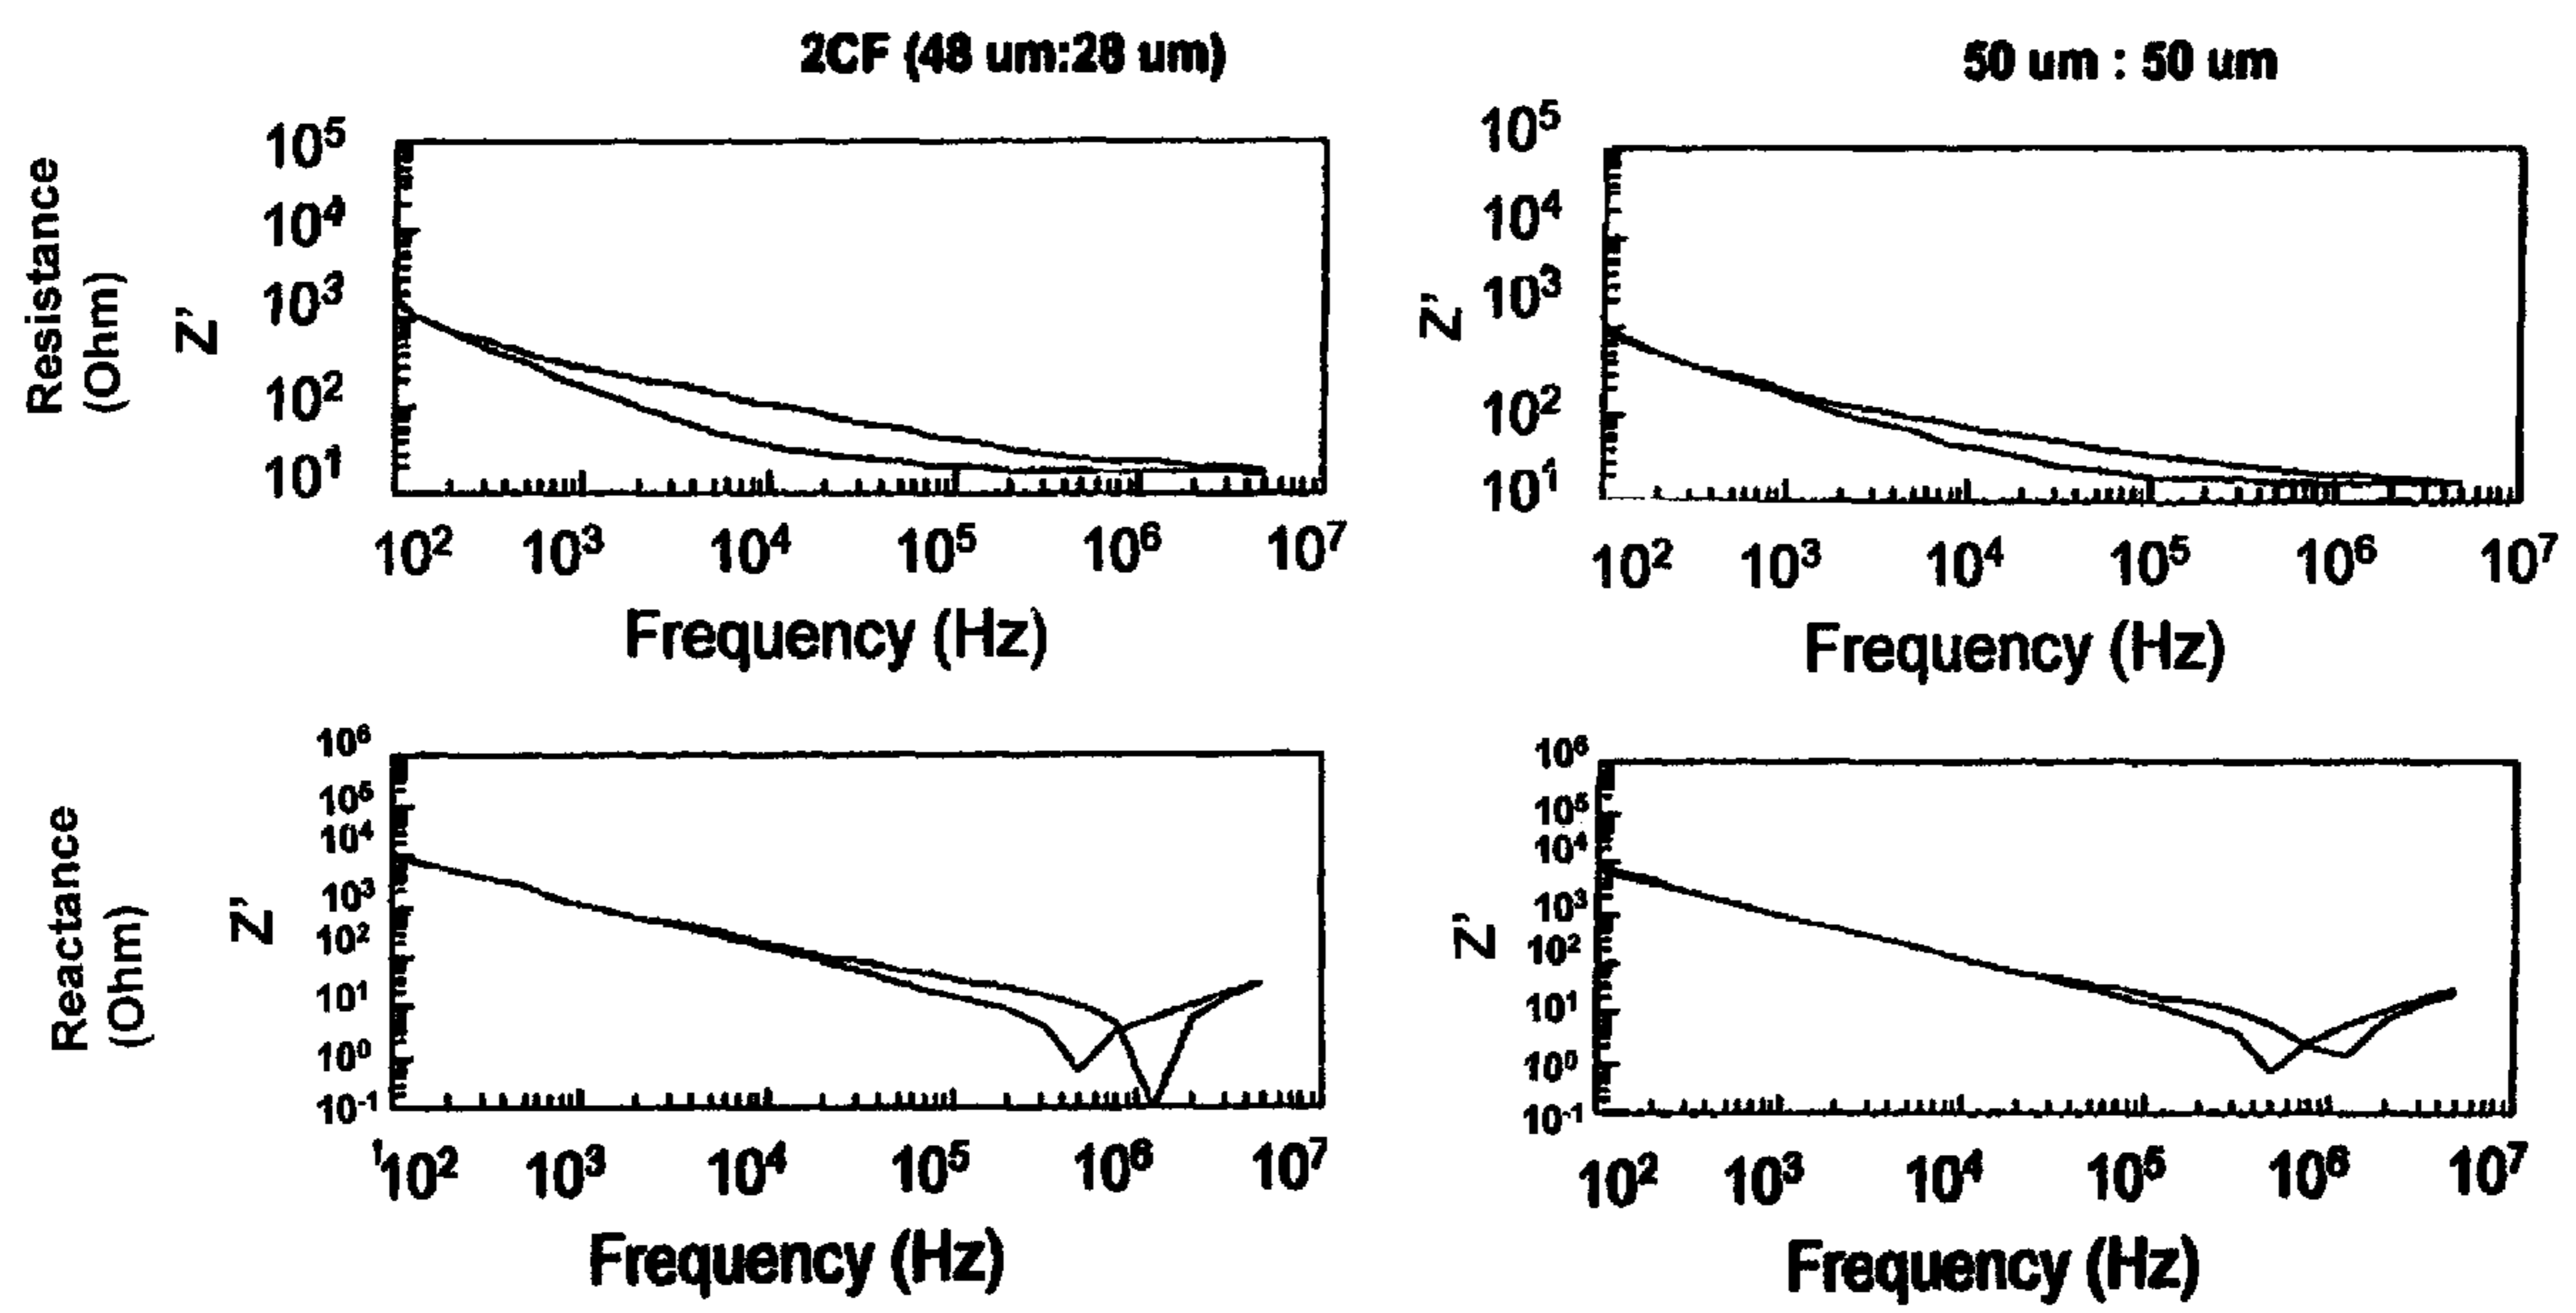 2CF (48 um:28 um)
50 um : 50 um
Resistance
(Ohm)
Z'
10⁵
10⁴
10³
10²
10¹
10² 10³ 10⁴ 10⁵ 10⁶ 10⁷
Frequency (Hz)
Z'
10⁵
10⁴
10³
10²
10¹
10² 10³ 10⁴ 10⁵ 10⁶ 10⁷
Frequency (Hz)
Reactance
(Ohm)
Z'
10⁶
10⁵
10⁴
10³
10²
10¹
10⁰
10⁻¹
10² 10³ 10⁴ 10⁵ 10⁶ 10⁷
Frequency (Hz)
Z'
10⁶
10⁵
10⁴
10³
10²
10¹
10⁰
10⁻¹
10² 10³ 10⁴ 10⁵ 10⁶ 10⁷
Frequency (Hz)